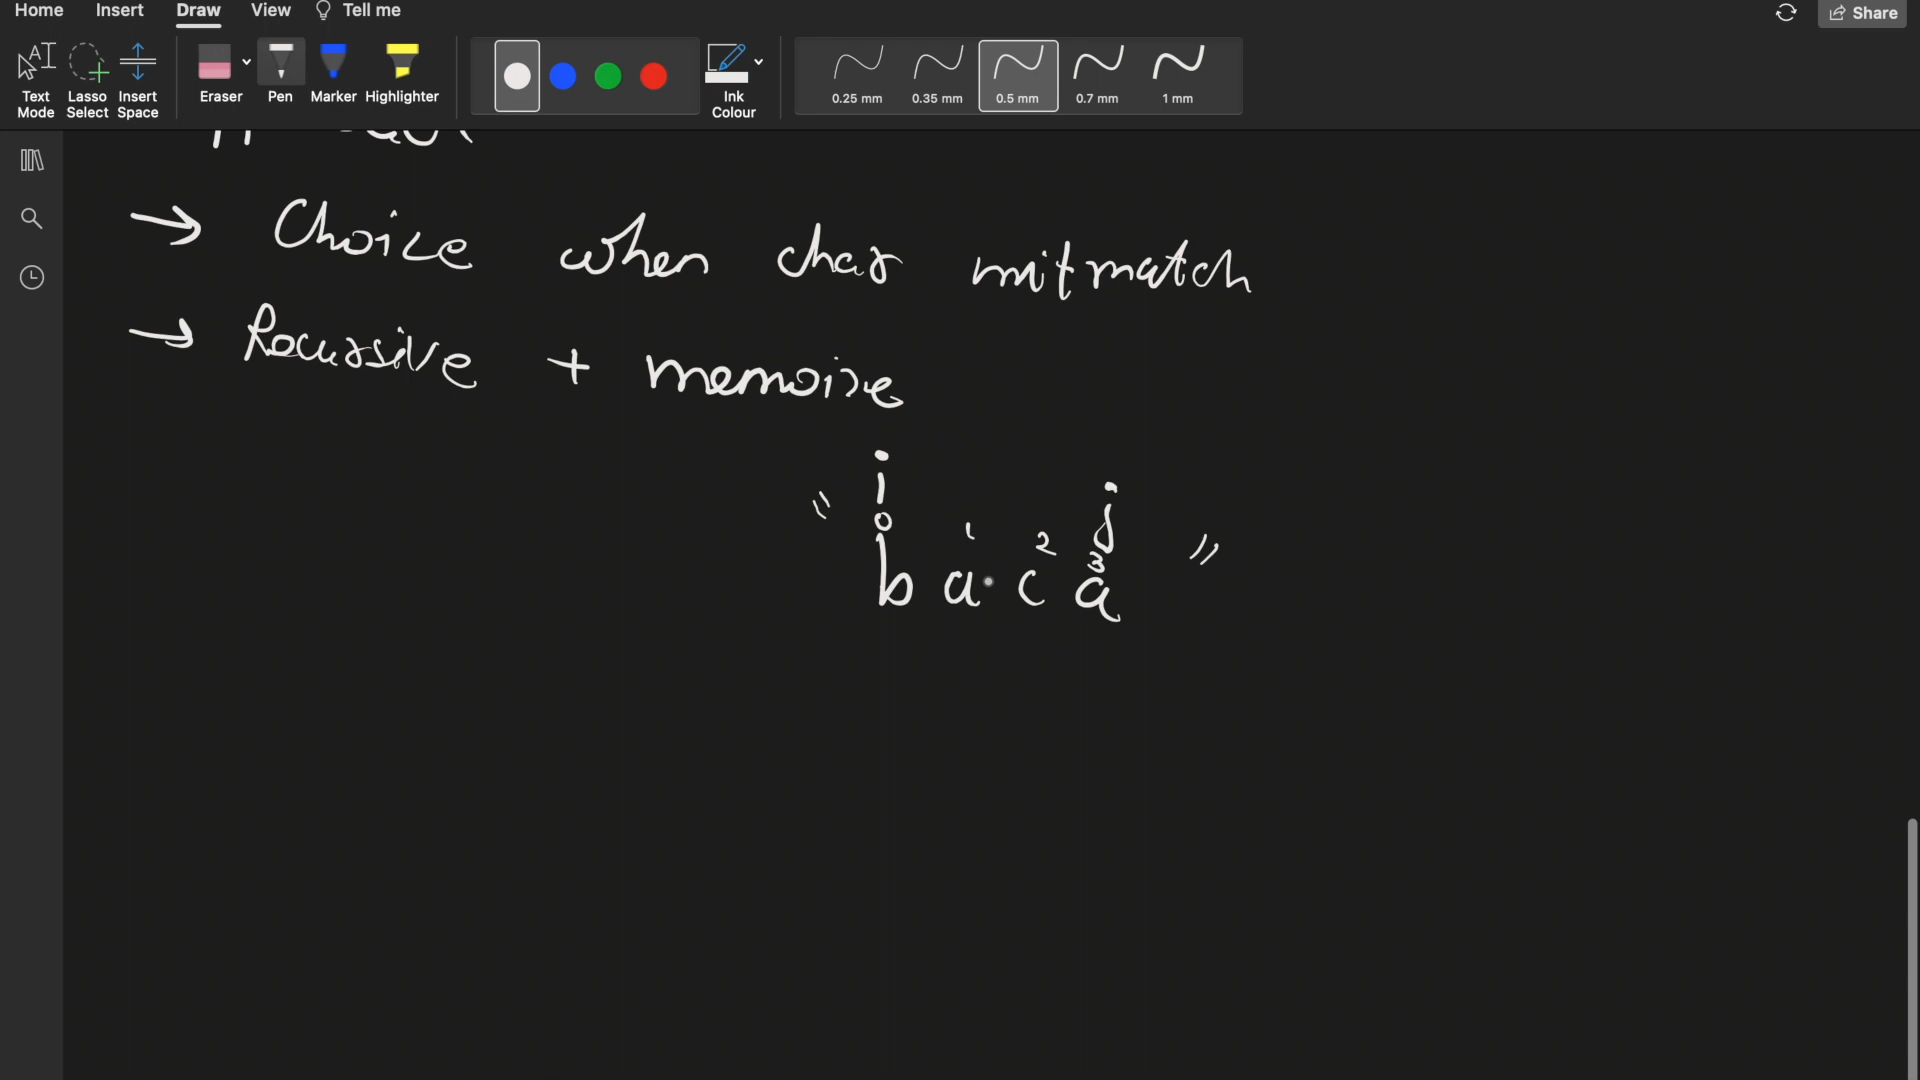 Home Insert Draw View Tell me
Share
Text Mode
Lasso Select
Insert Space
Eraser
Pen
Marker
Highlighter
Ink Colour
0.25 mm
0.35 mm
0.5 mm
0.7 mm
1 mm
→ Choice when char mitmatch
→ Recursive + memoize
i j
" 0 1 2 3 "
b a c a